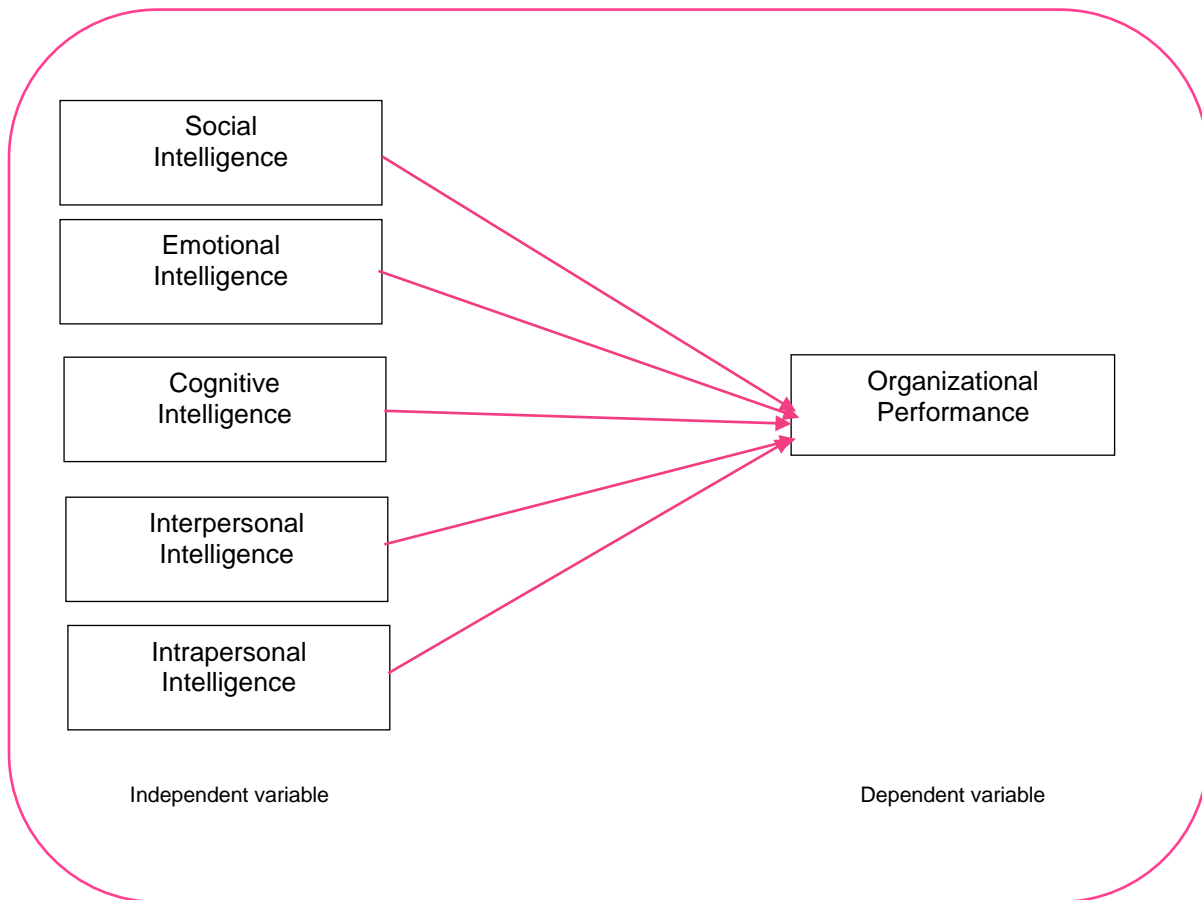 Social
Intelligence
Emotional
Intelligence
Cognitive
Intelligence
Interpersonal
Intelligence
Intrapersonal
Intelligence
Organizational
Performance
Independent variable
Dependent variable